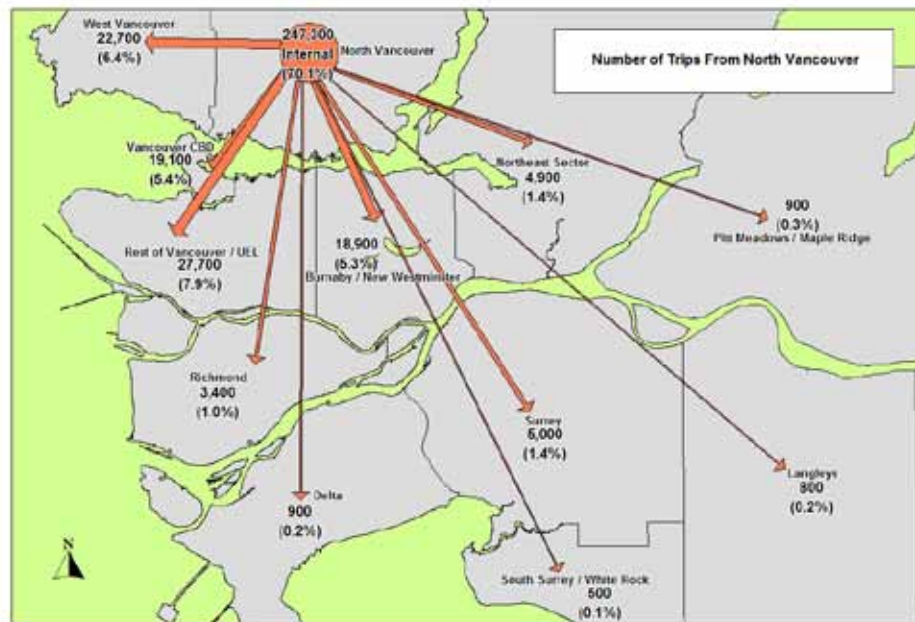 Number of Trips From North Vancouver
West Vancouver
22,700
(6.4%)
Internal
(70.1%)
North Vancouver
Vancouver CBD
19,100
(5.4%)
Northeast Sector
4,900
(1.4%)
900
(0.3%)
Pitt Meadows / Maple Ridge
Rest of Vancouver / UEL
27,700
(7.9%)
18,900
(5.3%)
Burnaby / New Westminster
Richmond
3,400
(1.0%)
Surrey
5,000
(1.4%)
Langleys
800
(0.2%)
Delta
900
(0.2%)
South Surrey / White Rock
500
(0.1%)
N